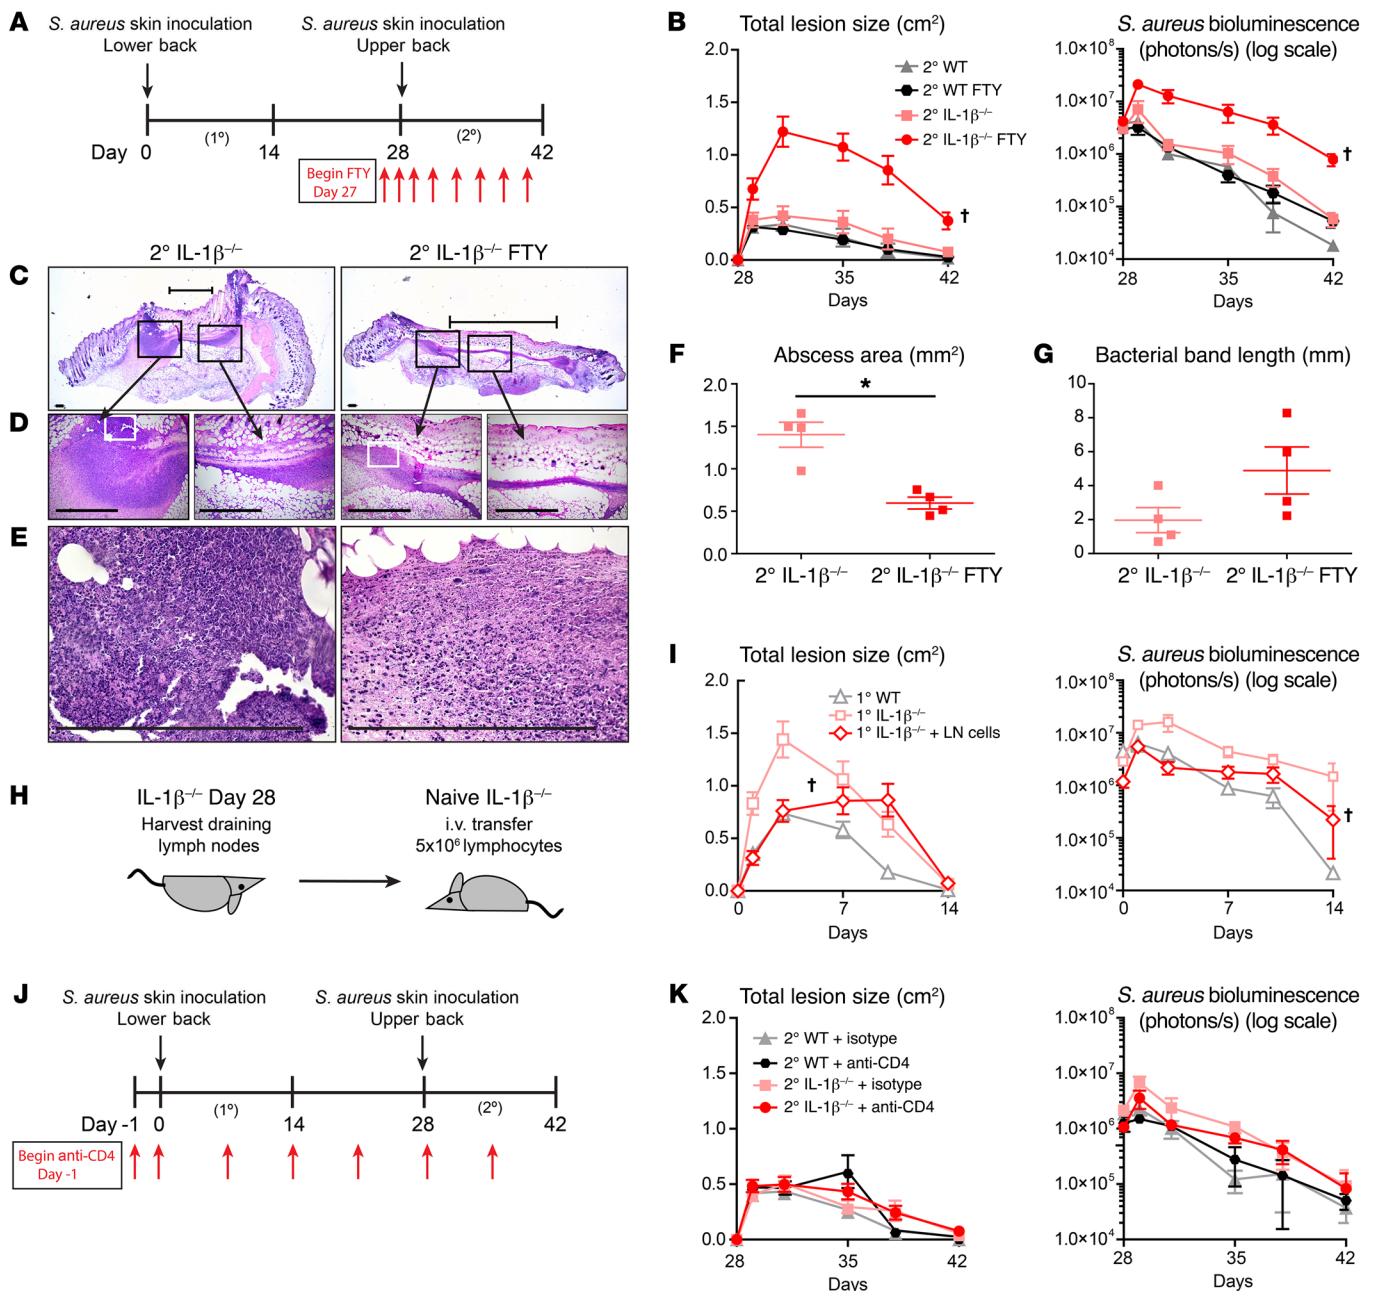 A
S. aureus skin inoculation
Lower back
S. aureus skin inoculation
Upper back
(1º)
(2º)
Day 0 14 28 42
Begin FTY
Day 27
B
Total lesion size (cm²)
2.0
1.5
1.0
0.5
0.0
28 35 42
Days
2° WT
2° WT FTY
2° IL-1β⁻/⁻
2° IL-1β⁻/⁻ FTY
†
S. aureus bioluminescence
(photons/s) (log scale)
1.0×10⁸
1.0×10⁷
1.0×10⁶
1.0×10⁵
1.0×10⁴
28 35 42
Days
†
2° IL-1β⁻/⁻
2° IL-1β⁻/⁻ FTY
C
D
E
F
Abscess area (mm²)
2.0
1.5
1.0
0.5
0.0
*
2° IL-1β⁻/⁻ 2° IL-1β⁻/⁻ FTY
G
Bacterial band length (mm)
10
8
6
4
2
0
2° IL-1β⁻/⁻ 2° IL-1β⁻/⁻ FTY
H
IL-1β⁻/⁻ Day 28
Harvest draining
lymph nodes
Naive IL-1β⁻/⁻
i.v. transfer
5x10⁶ lymphocytes
I
Total lesion size (cm²)
2.0
1.5
1.0
0.5
0.0
0 7 14
Days
1° WT
1° IL-1β⁻/⁻
1° IL-1β⁻/⁻ + LN cells
†
S. aureus bioluminescence
(photons/s) (log scale)
1.0×10⁸
1.0×10⁷
1.0×10⁶
1.0×10⁵
1.0×10⁴
0 7 14
Days
†
J
S. aureus skin inoculation
Lower back
S. aureus skin inoculation
Upper back
(1º)
(2º)
Day -1 0 14 28 42
Begin anti-CD4
Day -1
K
Total lesion size (cm²)
2.0
1.5
1.0
0.5
0.0
28 35 42
Days
2° WT + isotype
2° WT + anti-CD4
2° IL-1β⁻/⁻ + isotype
2° IL-1β⁻/⁻ + anti-CD4
S. aureus bioluminescence
(photons/s) (log scale)
1.0×10⁸
1.0×10⁷
1.0×10⁶
1.0×10⁵
1.0×10⁴
28 35 42
Days